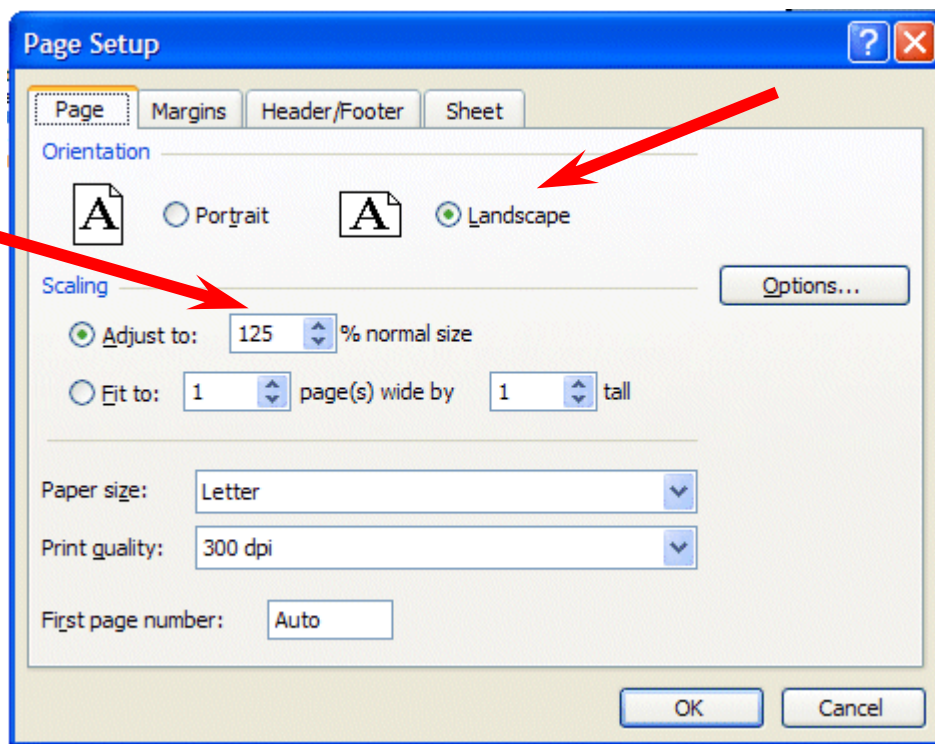 Page Setup
Page Margins Header/Footer Sheet
Orientation
A Portrait A Landscape
Scaling
Options...
Adjust to: 125 % normal size
Fit to: 1 page(s) wide by 1 tall
Paper size: Letter
Print quality: 300 dpi
First page number: Auto
OK Cancel